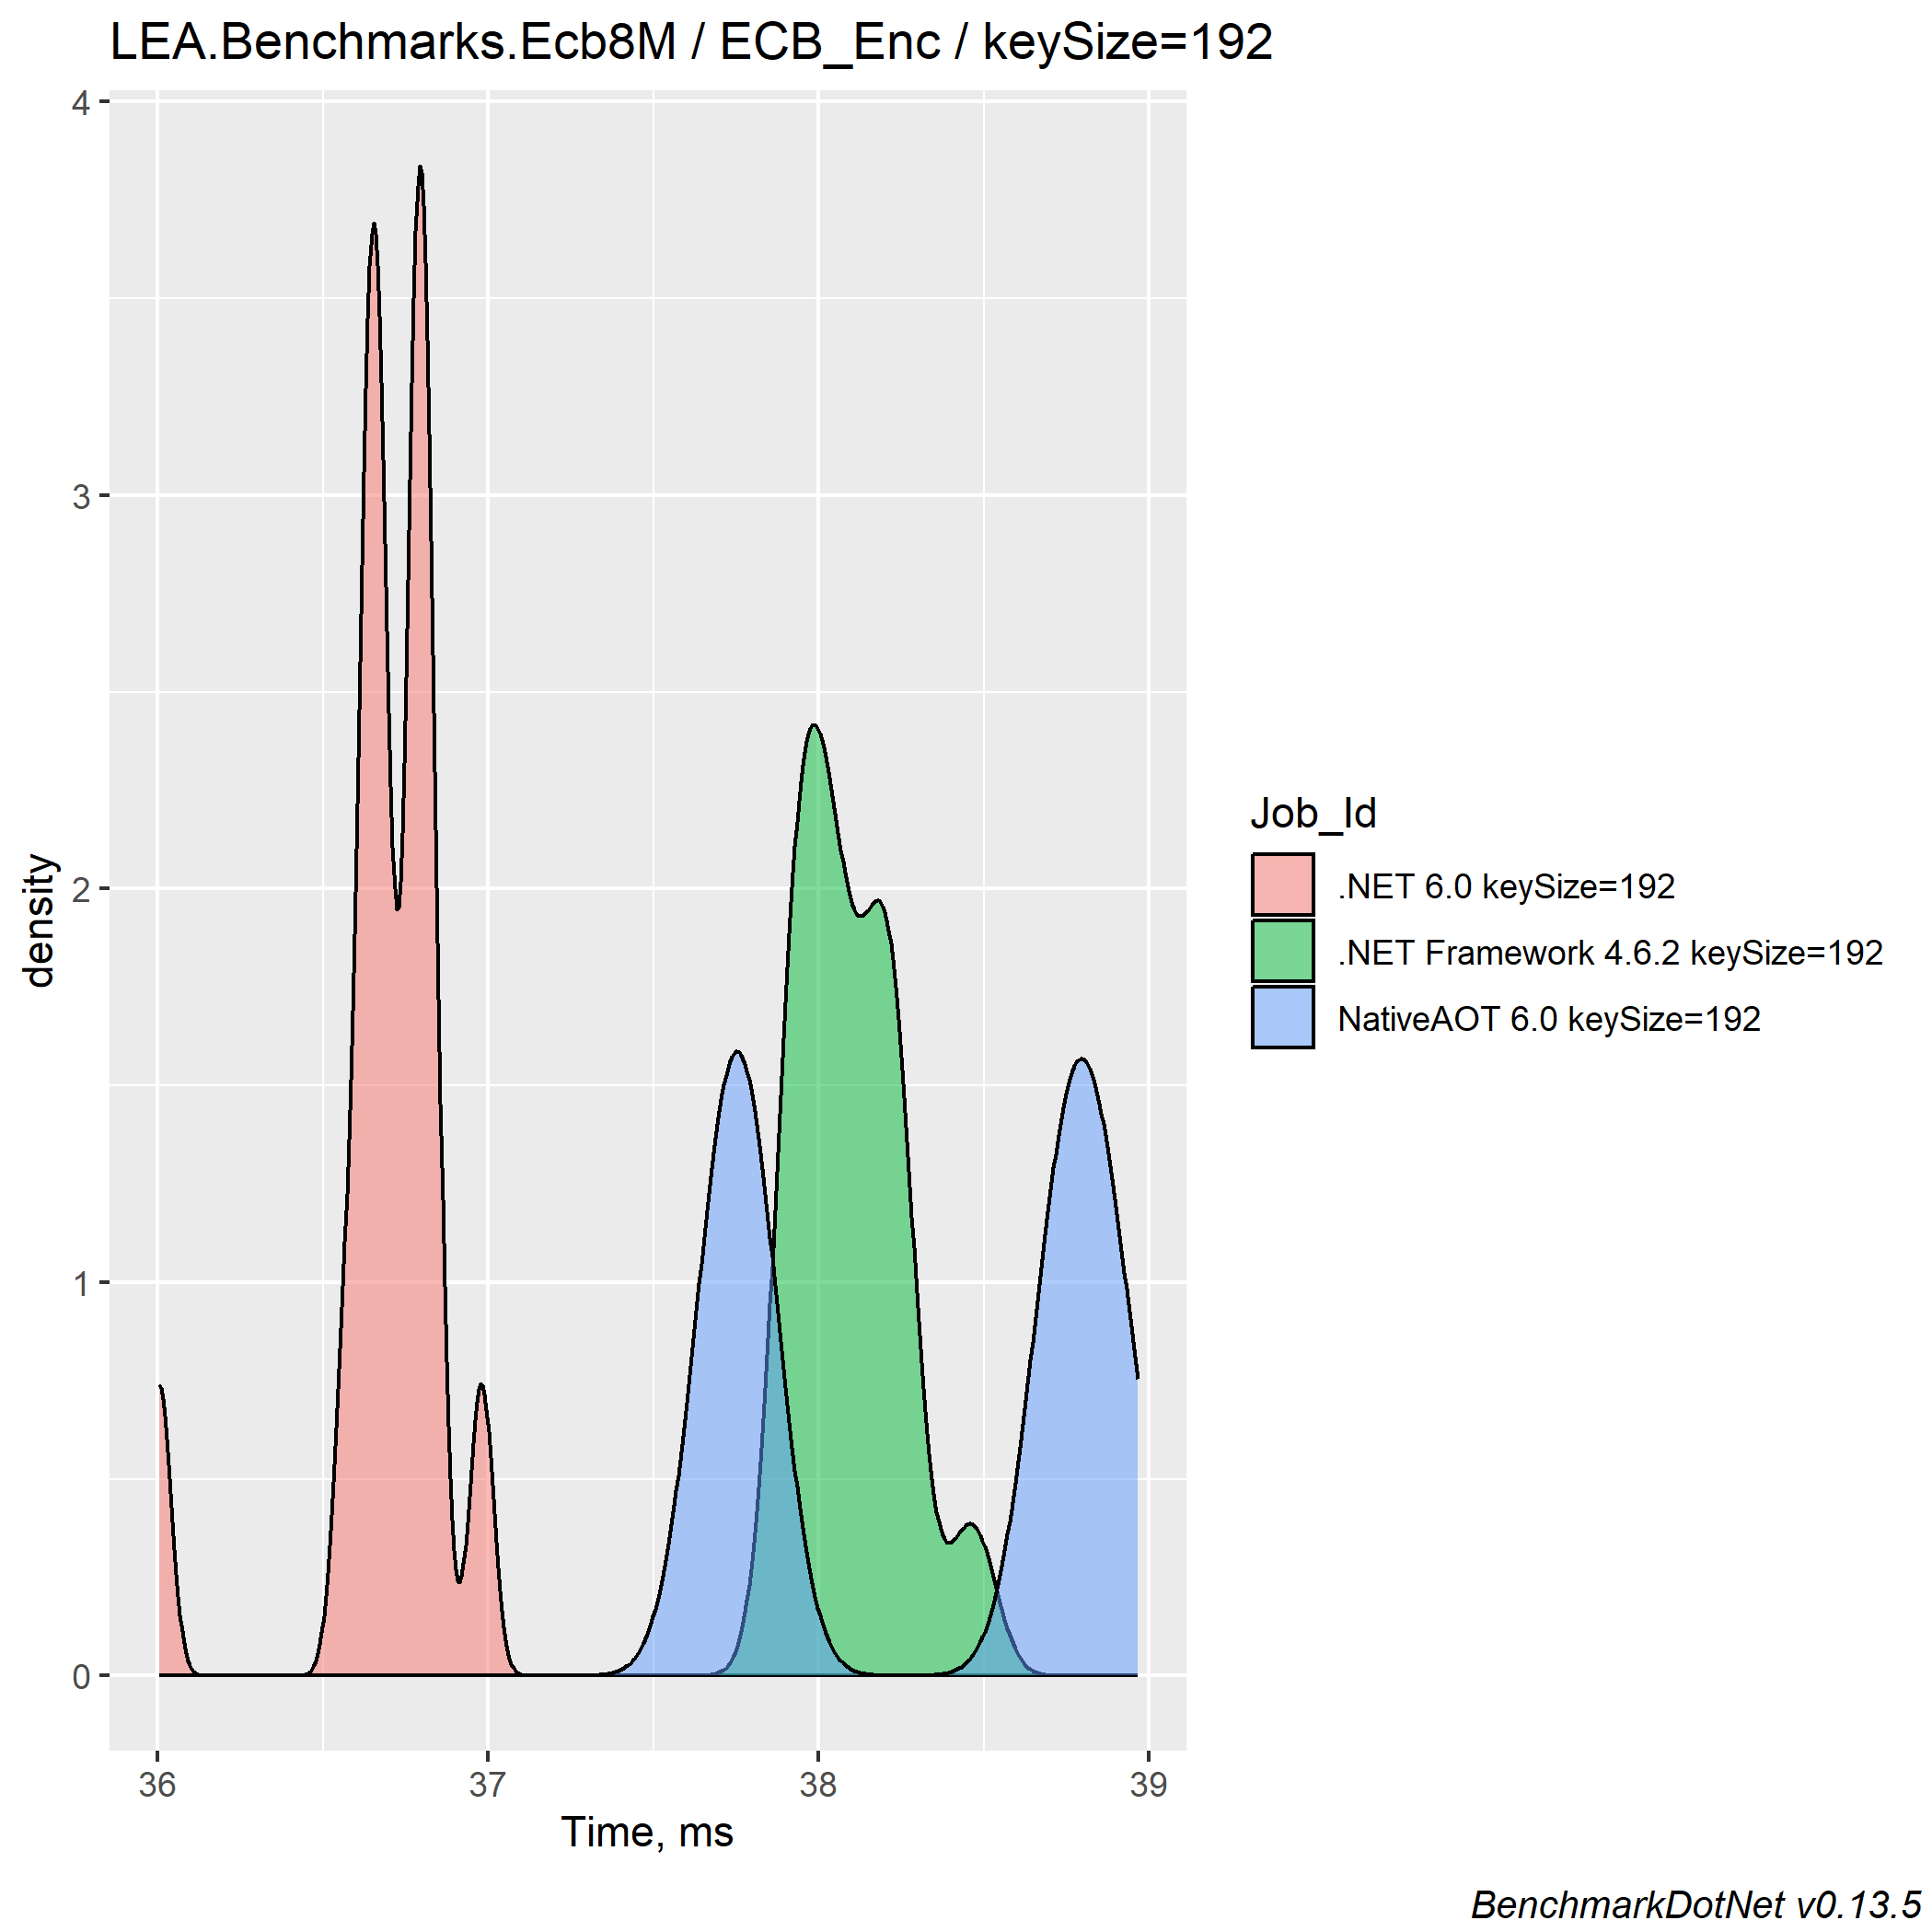 LEA.Benchmarks.Ecb8M / ECB_Enc / keySize=192
4
3
2
1
0
density
36 37 38 39
Time, ms
Job_Id
.NET 6.0 keySize=192
.NET Framework 4.6.2 keySize=192
NativeAOT 6.0 keySize=192
BenchmarkDotNet v0.13.5